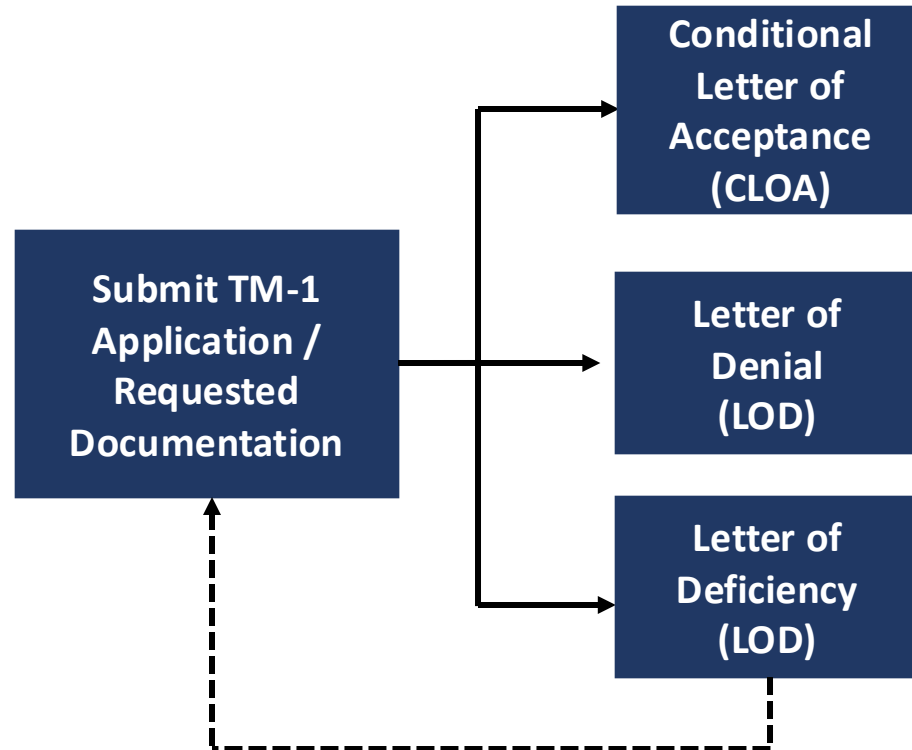 Submit TM-1
Application /
Requested
Documentation
Conditional
Letter of
Acceptance
(CLOA)
Letter of
Denial
(LOD)
Letter of
Deficiency
(LOD)